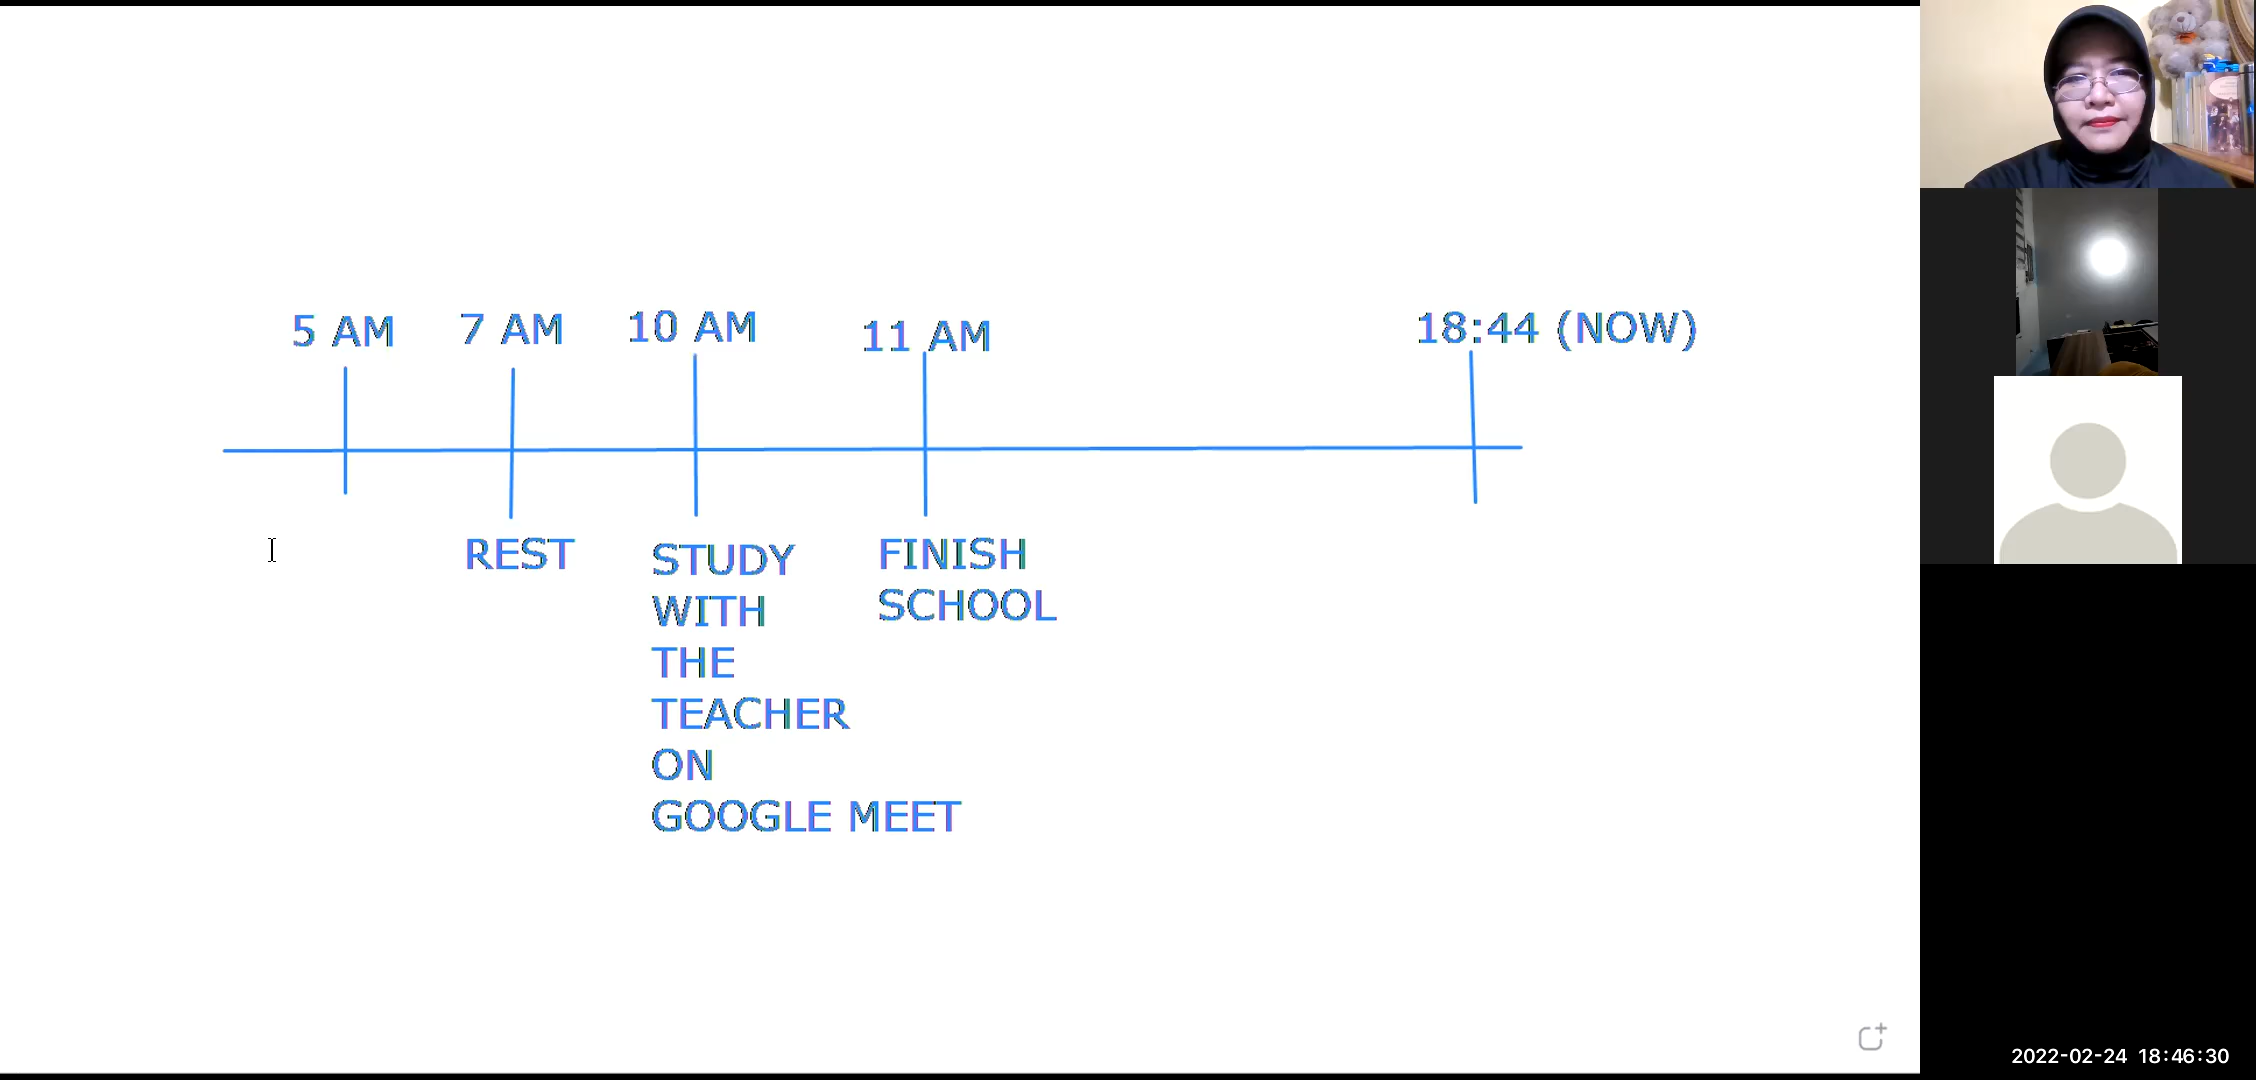 5 AM
7 AM
10 AM
11 AM
18:44 (NOW)
REST
STUDY
WITH
THE
TEACHER
ON
GOOGLE MEET
FINISH
SCHOOL
2022-02-24 18:46:30